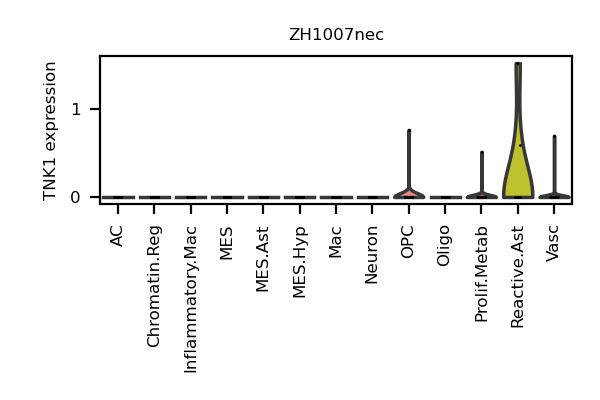 ZH1007nec
TNK1 expression
1
0
AC
Chromatin.Reg
Inflammatory.Mac
MES
MES.Ast
MES.Hyp
Mac
Neuron
OPC
Oligo
Prolif.Metab
Reactive.Ast
Vasc